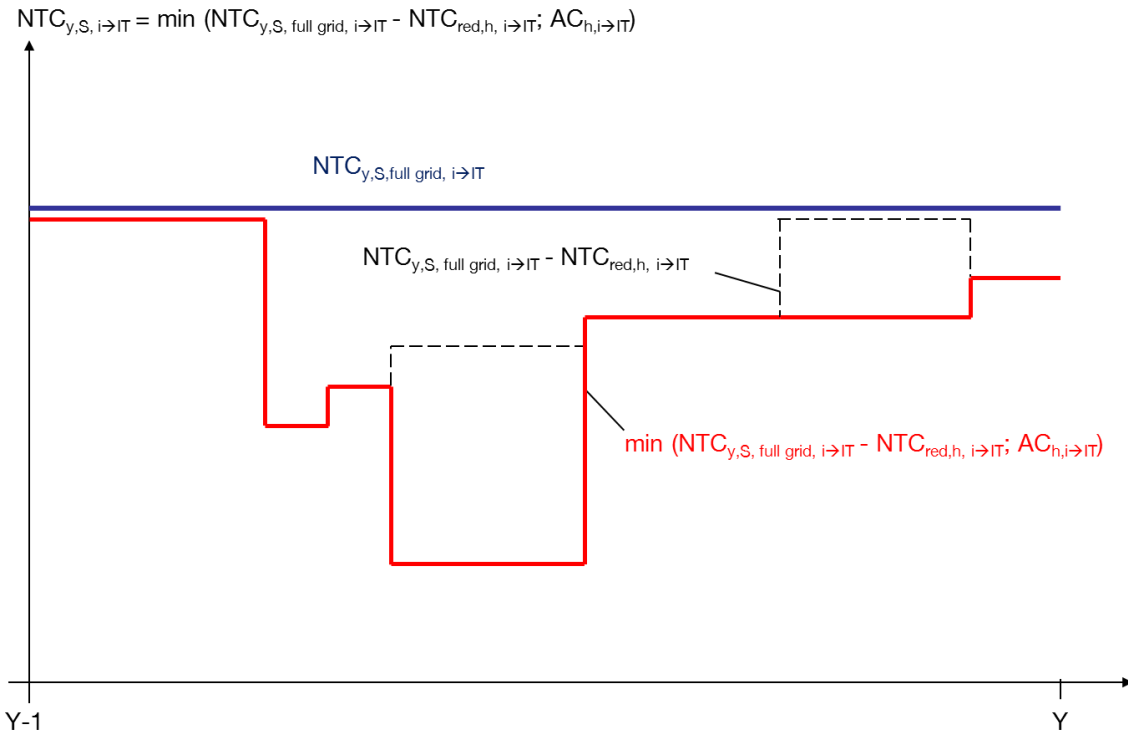 NTCy,S, i→IT = min (NTCy,S, full grid, i→IT - NTCred,h, i→IT; ACh,i→IT)
NTCy,S,full grid, i→IT
NTCy,S, full grid, i→IT - NTCred,h, i→IT
min (NTCy,S, full grid, i→IT - NTCred,h, i→IT; ACh,i→IT)
Y-1
Y